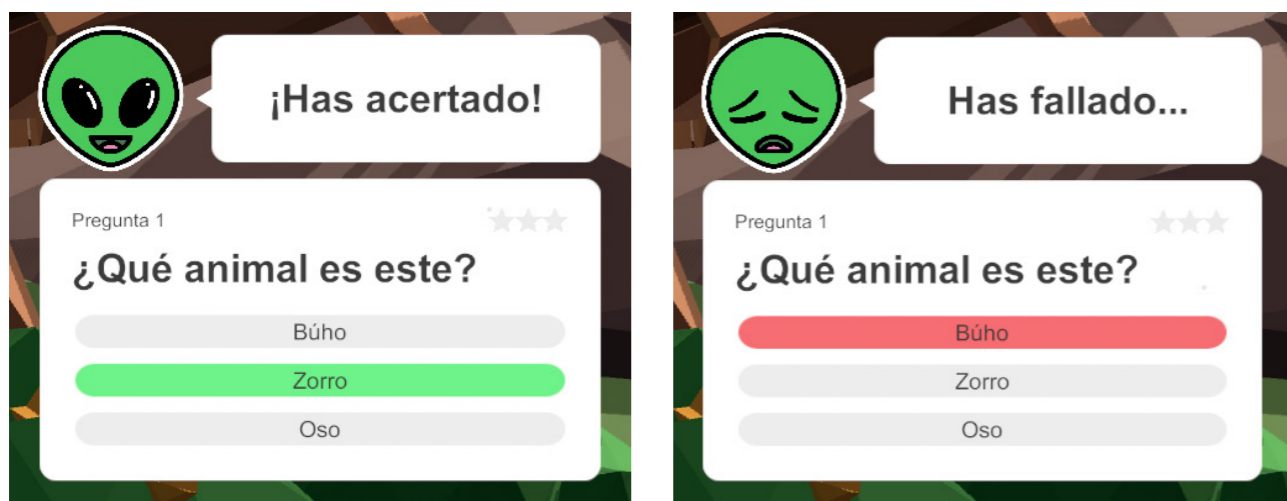 ¡Has acertado!
Pregunta 1
¿Qué animal es este?
Búho
Zorro
Oso
Has fallado...
Pregunta 1
¿Qué animal es este?
Búho
Zorro
Oso